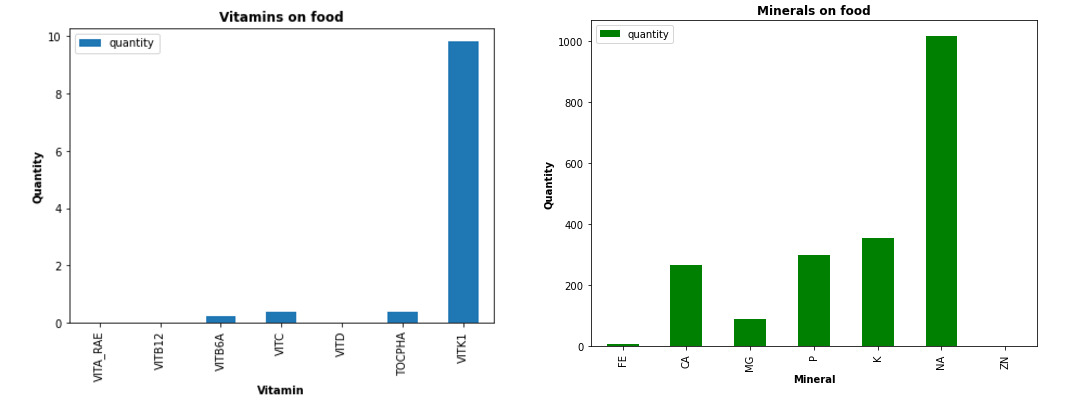 Vitamins on food
quantity
10
8
6
4
2
0
Quantity
VITA_RAE
VITB12
VITB6A
VITC
VITD
TOCPHA
VITK1
Vitamin
Minerals on food
quantity
1000
800
600
400
200
0
Quantity
FE
CA
MG
P
K
NA
ZN
Mineral